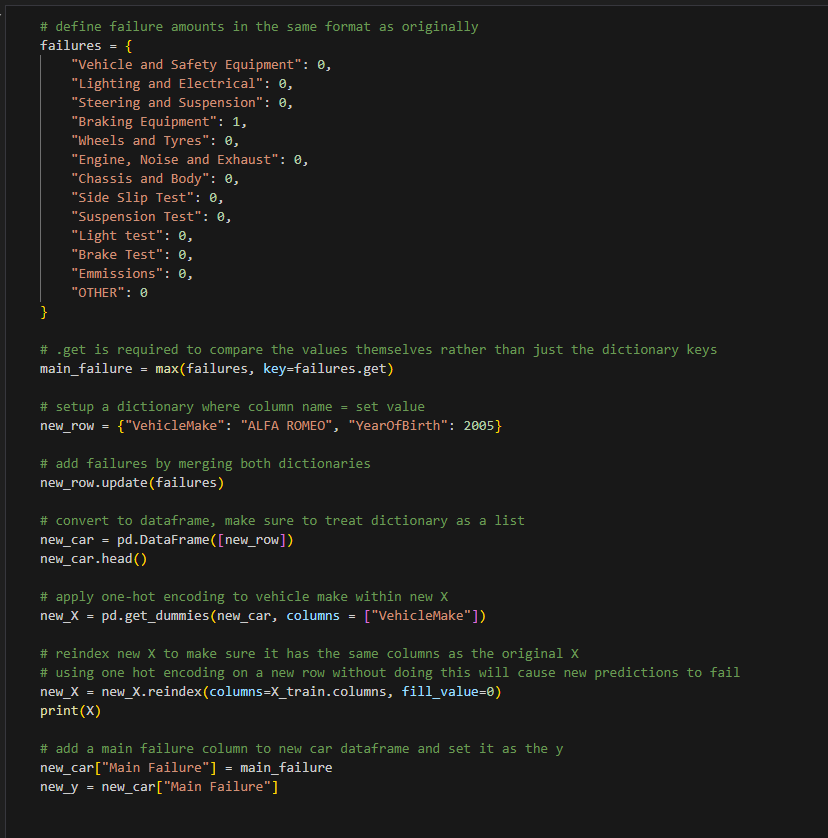 # define failure amounts in the same format as originally
failures = {
    "Vehicle and Safety Equipment": 0,
    "Lighting and Electrical": 0,
    "Steering and Suspension": 0,
    "Braking Equipment": 1,
    "Wheels and Tyres": 0,
    "Engine, Noise and Exhaust": 0,
    "Chassis and Body": 0,
    "Side Slip Test": 0,
    "Suspension Test": 0,
    "Light test": 0,
    "Brake Test": 0,
    "Emmissions": 0,
    "OTHER": 0
}

# .get is required to compare the values themselves rather than just the dictionary keys
main_failure = max(failures, key=failures.get)

# setup a dictionary where column name = set value
new_row = {"VehicleMake": "ALFA ROMEO", "YearOfBirth": 2005}

# add failures by merging both dictionaries
new_row.update(failures)

# convert to dataframe, make sure to treat dictionary as a list
new_car = pd.DataFrame([new_row])
new_car.head()

# apply one-hot encoding to vehicle make within new X
new_X = pd.get_dummies(new_car, columns = ["VehicleMake"])

# reindex new X to make sure it has the same columns as the original X
# using one hot encoding on a new row without doing this will cause new predictions to fail
new_X = new_X.reindex(columns=X_train.columns, fill_value=0)
print(X)

# add a main failure column to new car dataframe and set it as the y
new_car["Main Failure"] = main_failure
new_y = new_car["Main Failure"]